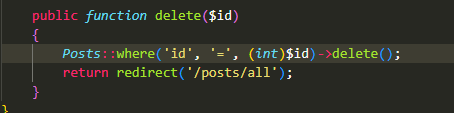 public function delete($id)
{
Posts::where('id', '=', (int)$id)->delete();
return redirect('/posts/all');
}
}